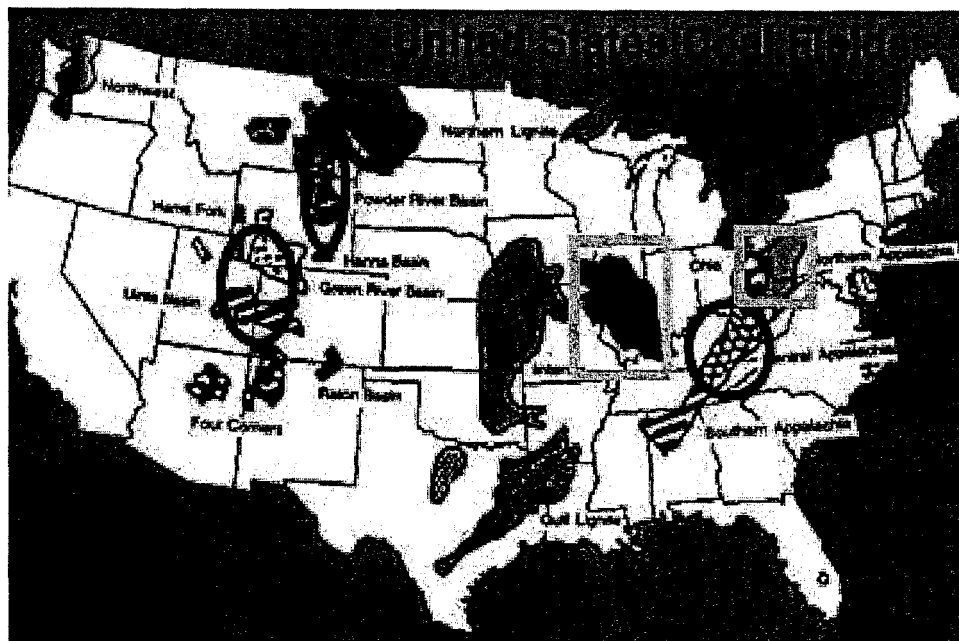 United States Coal Fields
Northwest
Northern Lignite
Hams Fork
Powder River Basin
Hanna Basin
Green River Basin
Uinta Basin
Ohio
Northern Appalachia
Central Appalachia
Raton Basin
Four Corners
Southern Appalachia
Gulf Lignite